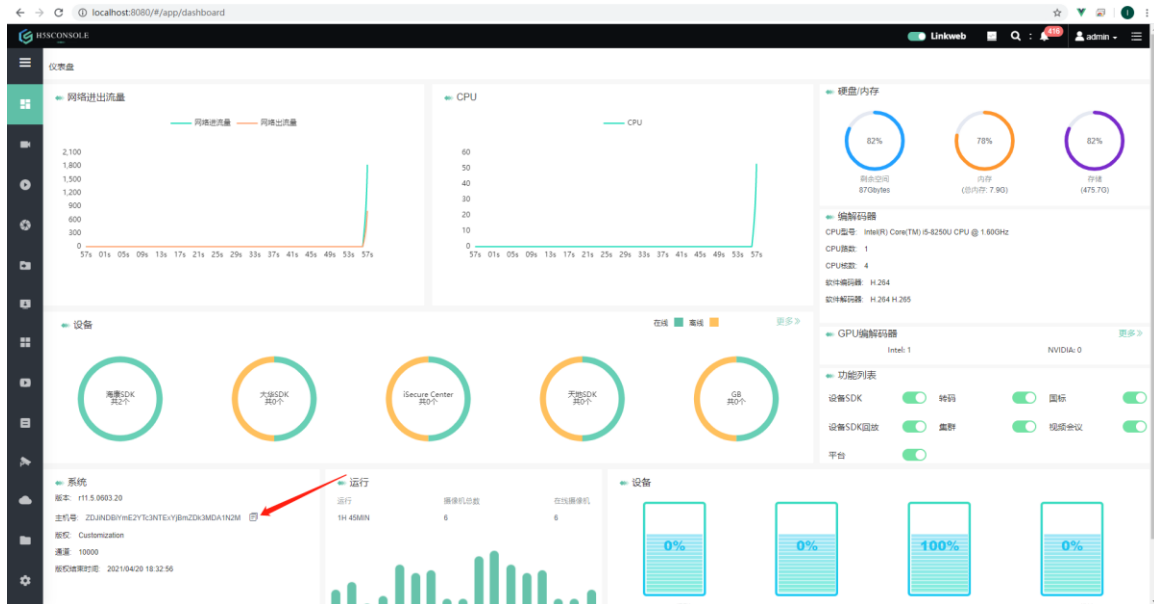 localhost:8080/#/app/dashboard
H5SCONSOLE
Linkweb
416
admin
仪表盘
网络进出流量
网络进流量 网络出流量
2,100
1,800
1,500
1,200
900
600
300
0
57s 01s 05s 09s 13s 17s 21s 25s 29s 33s 37s 41s 45s 49s 53s 57s
CPU
CPU
60
50
40
30
20
10
0
57s 01s 05s 09s 13s 17s 21s 25s 29s 33s 37s 41s 45s 49s 53s 57s
硬盘/内存
82% 78% 82%
剩余空间 内存 存储
87Gbytes (总内存: 7.9G) (475.7G)
编解码器
CPU型号: Intel(R) Core(TM) i5-8250U CPU @ 1.60GHz
CPU颗数: 1
CPU核数: 4
软件编码器: H.264
软件解码器: H.264 H.265
设备
在线 离线 更多
海康SDK 大华SDK iSecure Center 天地SDK GB
共2个 共0个 共0个 共0个 共0个
GPU编解码器 更多
Intel: 1 NVIDIA: 0
功能列表
设备SDK 转码 国标
设备SDK回放 集群 视频会议
平台
系统
版本: r11.5.0603.20
主机号: ZDJiNDBlYmE2YTc3NTExYjBmZDk3MDA1N2M
版权: Customization
通道: 10000
版权结束时间: 2021/04/20 18:32:56
运行
运行 摄像机总数 在线摄像机
1H 45MIN 6 6
设备
0% 0% 100% 0%